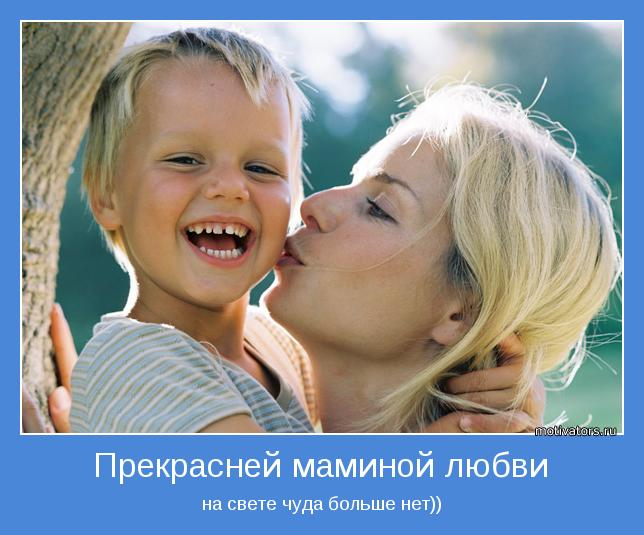 motivators.ru
Прекрасней маминой любви
на свете чуда больше нет))